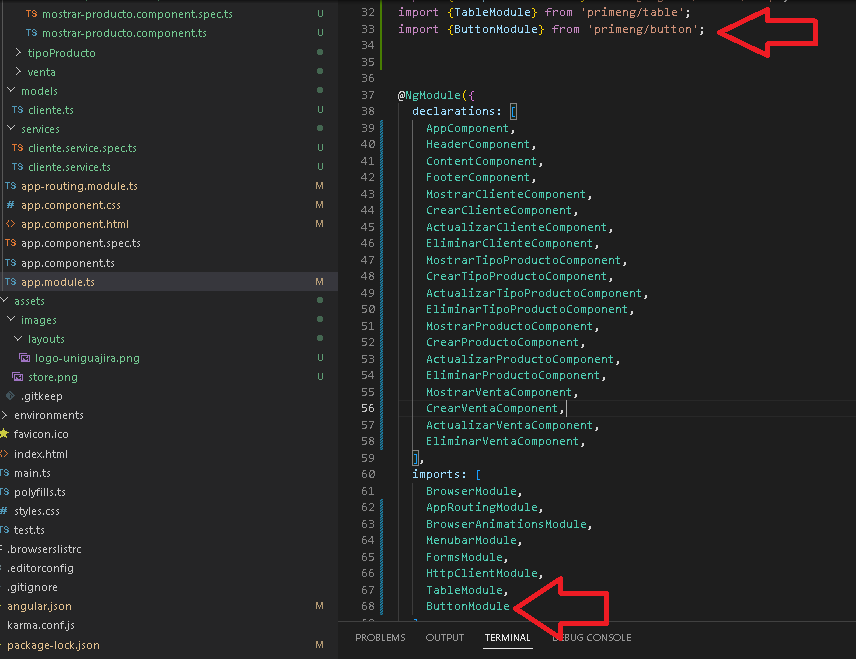 TS mostrar-producto.component.spec.ts U
TS mostrar-producto.component.ts U
tipoProducto
venta
models
TS cliente.ts U
services
TS cliente.service.spec.ts U
TS cliente.service.ts U
TS app-routing.module.ts M
# app.component.css M
<> app.component.html M
TS app.component.spec.ts
TS app.component.ts
TS app.module.ts M
assets
images
layouts
logo-uniguajira.png U
store.png U
.gitkeep
environments
favicon.ico
<> index.html
TS main.ts
TS polyfills.ts
# styles.css
TS test.ts
.browserslistrc
.editorconfig
.gitignore
angular.json M
karma.conf.js
package-lock.json M
32 import {TableModule} from 'primeng/table';
33 import {ButtonModule} from 'primeng/button';
34
35
36
37 @NgModule({
38 declarations: [
39 AppComponent,
40 HeaderComponent,
41 ContentComponent,
42 FooterComponent,
43 MostrarClienteComponent,
44 CrearClienteComponent,
45 ActualizarClienteComponent,
46 EliminarClienteComponent,
47 MostrarTipoProductoComponent,
48 CrearTipoProductoComponent,
49 ActualizarTipoProductoComponent,
50 EliminarTipoProductoComponent,
51 MostrarProductoComponent,
52 CrearProductoComponent,
53 ActualizarProductoComponent,
54 EliminarProductoComponent,
55 MostrarVentaComponent,
56 CrearVentaComponent,
57 ActualizarVentaComponent,
58 EliminarVentaComponent,
59 ],
60 imports: [
61 BrowserModule,
62 AppRoutingModule,
63 BrowserAnimationsModule,
64 MenubarModule,
65 FormsModule,
66 HttpClientModule,
67 TableModule,
68 ButtonModule
PROBLEMS OUTPUT TERMINAL DEBUG CONSOLE